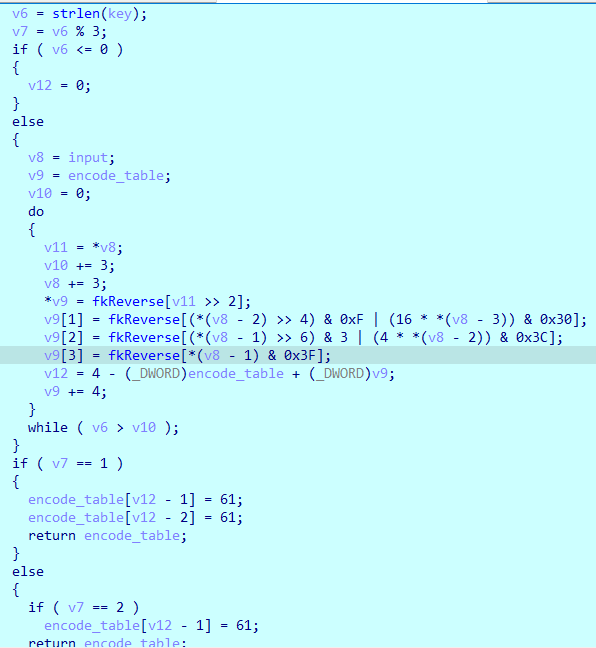 v6 = strlen(key);
v7 = v6 % 3;
if ( v6 <= 0 )
{
v12 = 0;
}
else
{
v8 = input;
v9 = encode_table;
v10 = 0;
do
{
v11 = *v8;
v10 += 3;
v8 += 3;
*v9 = fkReverse[v11 >> 2];
v9[1] = fkReverse[(*(v8 - 2) >> 4) & 0xF | (16 * *(v8 - 3)) & 0x30];
v9[2] = fkReverse[(*(v8 - 1) >> 6) & 3 | (4 * *(v8 - 2)) & 0x3C];
v9[3] = fkReverse[*(v8 - 1) & 0x3F];
v12 = 4 - (_DWORD)encode_table + (_DWORD)v9;
v9 += 4;
}
while ( v6 > v10 );
}
if ( v7 == 1 )
{
encode_table[v12 - 1] = 61;
encode_table[v12 - 2] = 61;
return encode_table;
}
else
{
if ( v7 == 2 )
encode_table[v12 - 1] = 61;
return encode_table;